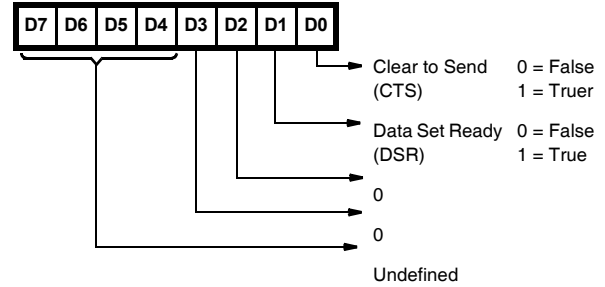 D7 D6 D5 D4 D3 D2 D1 D0
Clear to Send 0 = False
(CTS) 1 = Truer
Data Set Ready 0 = False
(DSR) 1 = True
0
0
Undefined